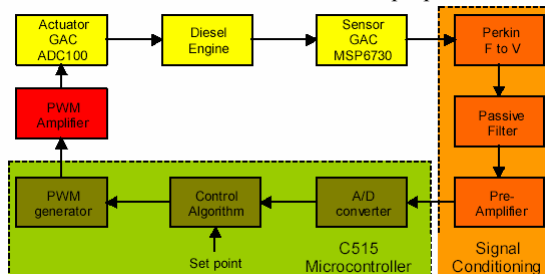 Actuator
GAC
ADC100
Diesel
Engine
Sensor
GAC
MSP6730
Perkin
F to V
PWM
Amplifier
Passive
Filter
PWM
generator
Control
Algorithm
A/D
converter
Pre-
Amplifier
Set point
C515
Microcontroller
Signal
Conditioning